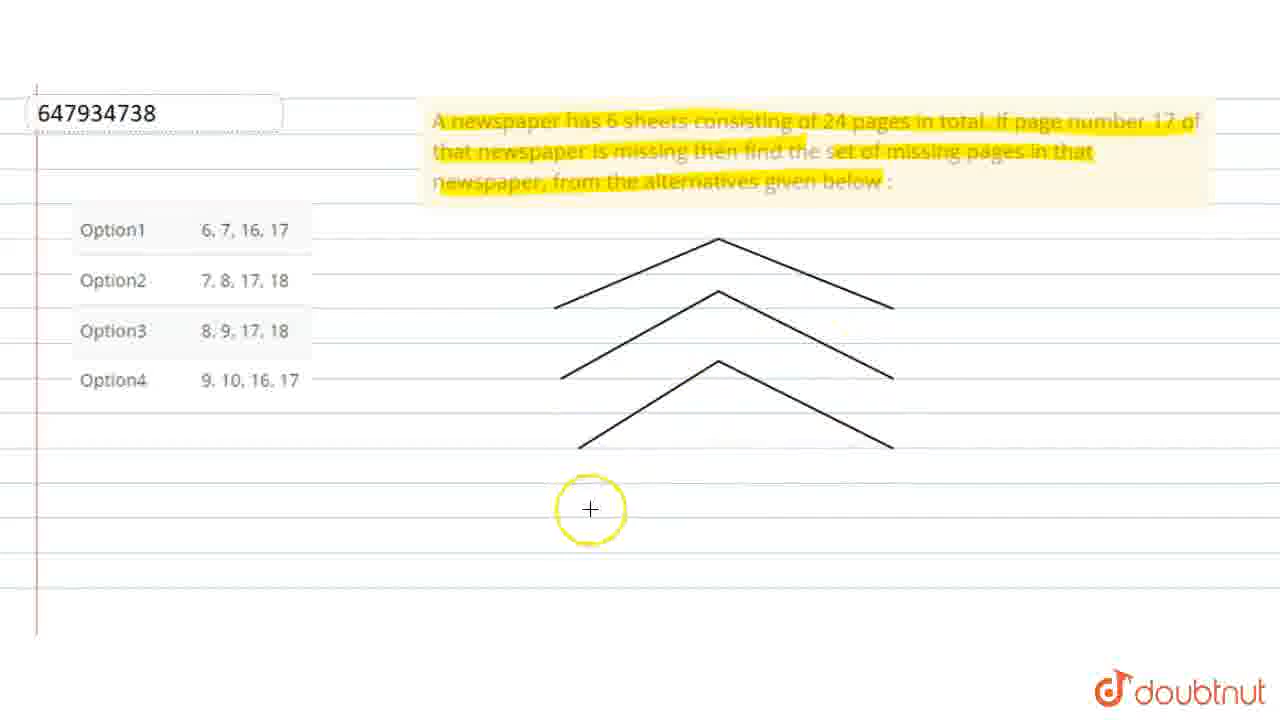 647934738
A newspaper has 6 sheets consisting of 24 pages in total. If page number 17 of
that newspaper is missing then find the set of missing pages in that
newspaper, from the alternatives given below :
Option1 6, 7, 16, 17
Option2 7, 8, 17, 18
Option3 8, 9, 17, 18
Option4 9, 10, 16, 17
doubtnut